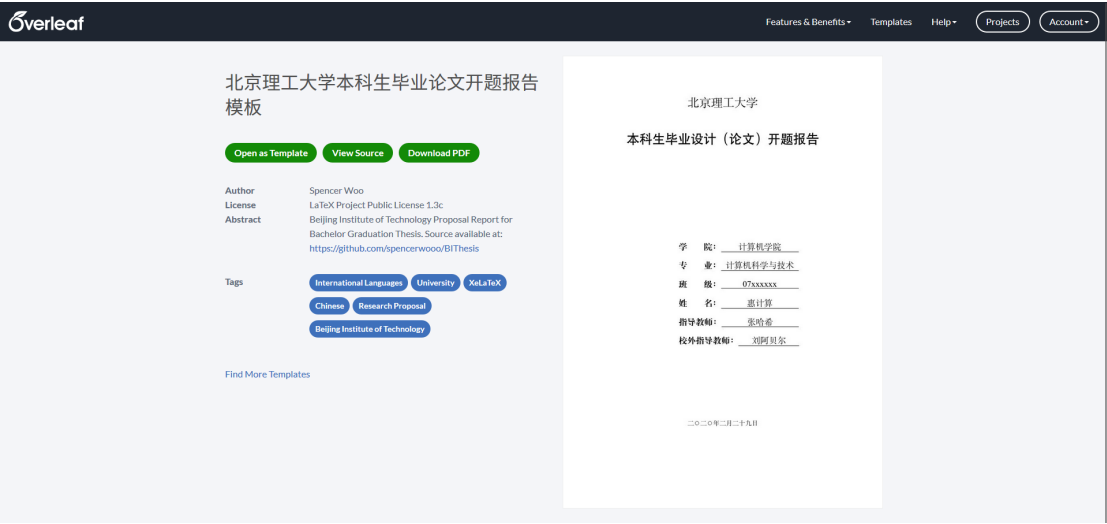 Overleaf
Features & Benefits
Templates
Help
Projects
Account
北京理工大学本科生毕业论文开题报告
模板
Open as Template
View Source
Download PDF
Author Spencer Woo
License LaTeX Project Public License 1.3c
Abstract Beijing Institute of Technology Proposal Report for
Bachelor Graduation Thesis. Source available at:
https://github.com/spencerwooo/BIThesis
Tags International Languages University XeLaTeX
Chinese Research Proposal
Beijing Institute of Technology
Find More Templates
北京理工大学
本科生毕业设计（论文）开题报告
学 院： 计算机学院
专 业： 计算机科学与技术
班 级： 07xxxxxx
姓 名： 惠计算
指导教师： 张哈希
校外指导教师： 刘阿贝尔
二〇二〇年二月二十九日